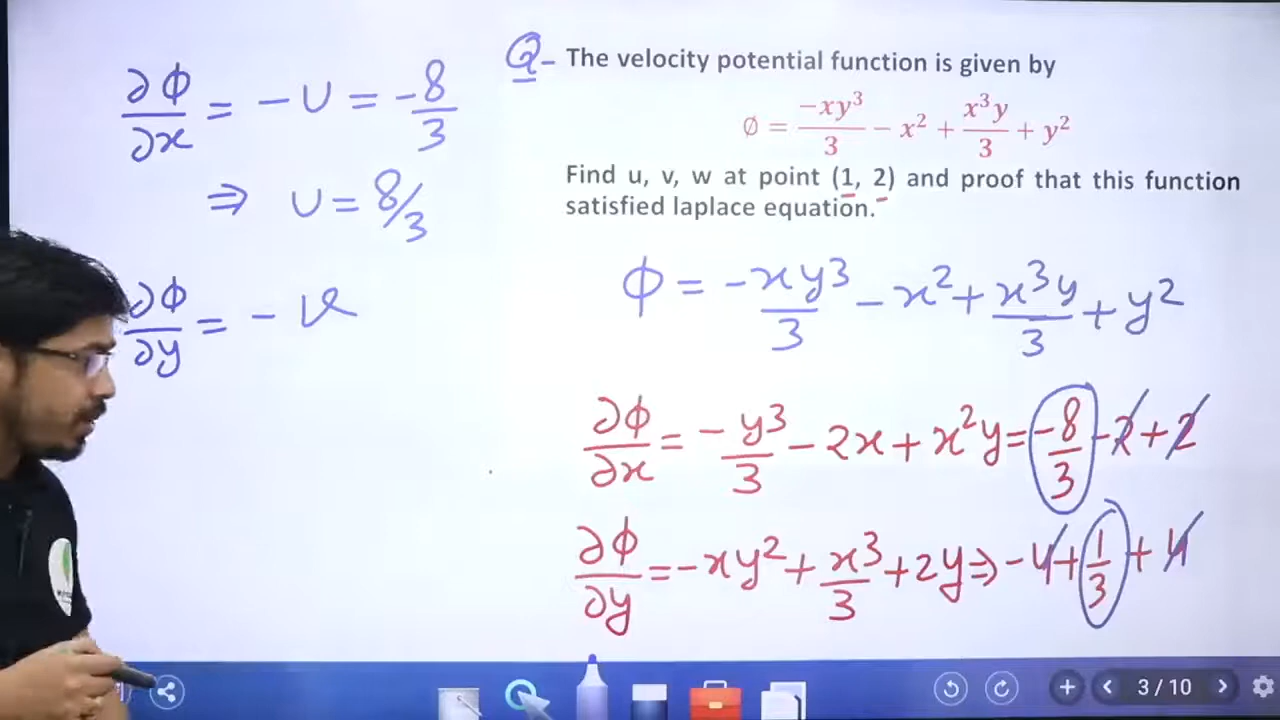 ∂ϕ/∂x = -U = -8/3
⇒ U = 8/3
∂ϕ/∂y = -v
Q- The velocity potential function is given by
∅ = -xy³/3 - x² + x³y/3 + y²
Find u, v, w at point (1, 2) and proof that this function
satisfied laplace equation.
ϕ = -xy³/3 - x² + x³y/3 + y²
∂ϕ/∂x = -y³/3 - 2x + x²y = -8/3 - 2 + 2
∂ϕ/∂y = -xy² + x³/3 + 2y ⇒ -4 + 1/3 + 4
3 / 10